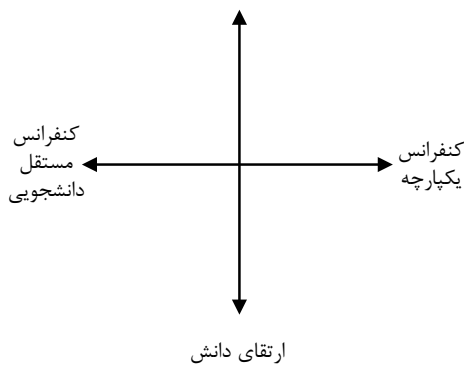 کنفرانس
یکپارچه
کنفرانس
مستقل
دانشجویی
ارتقای دانش